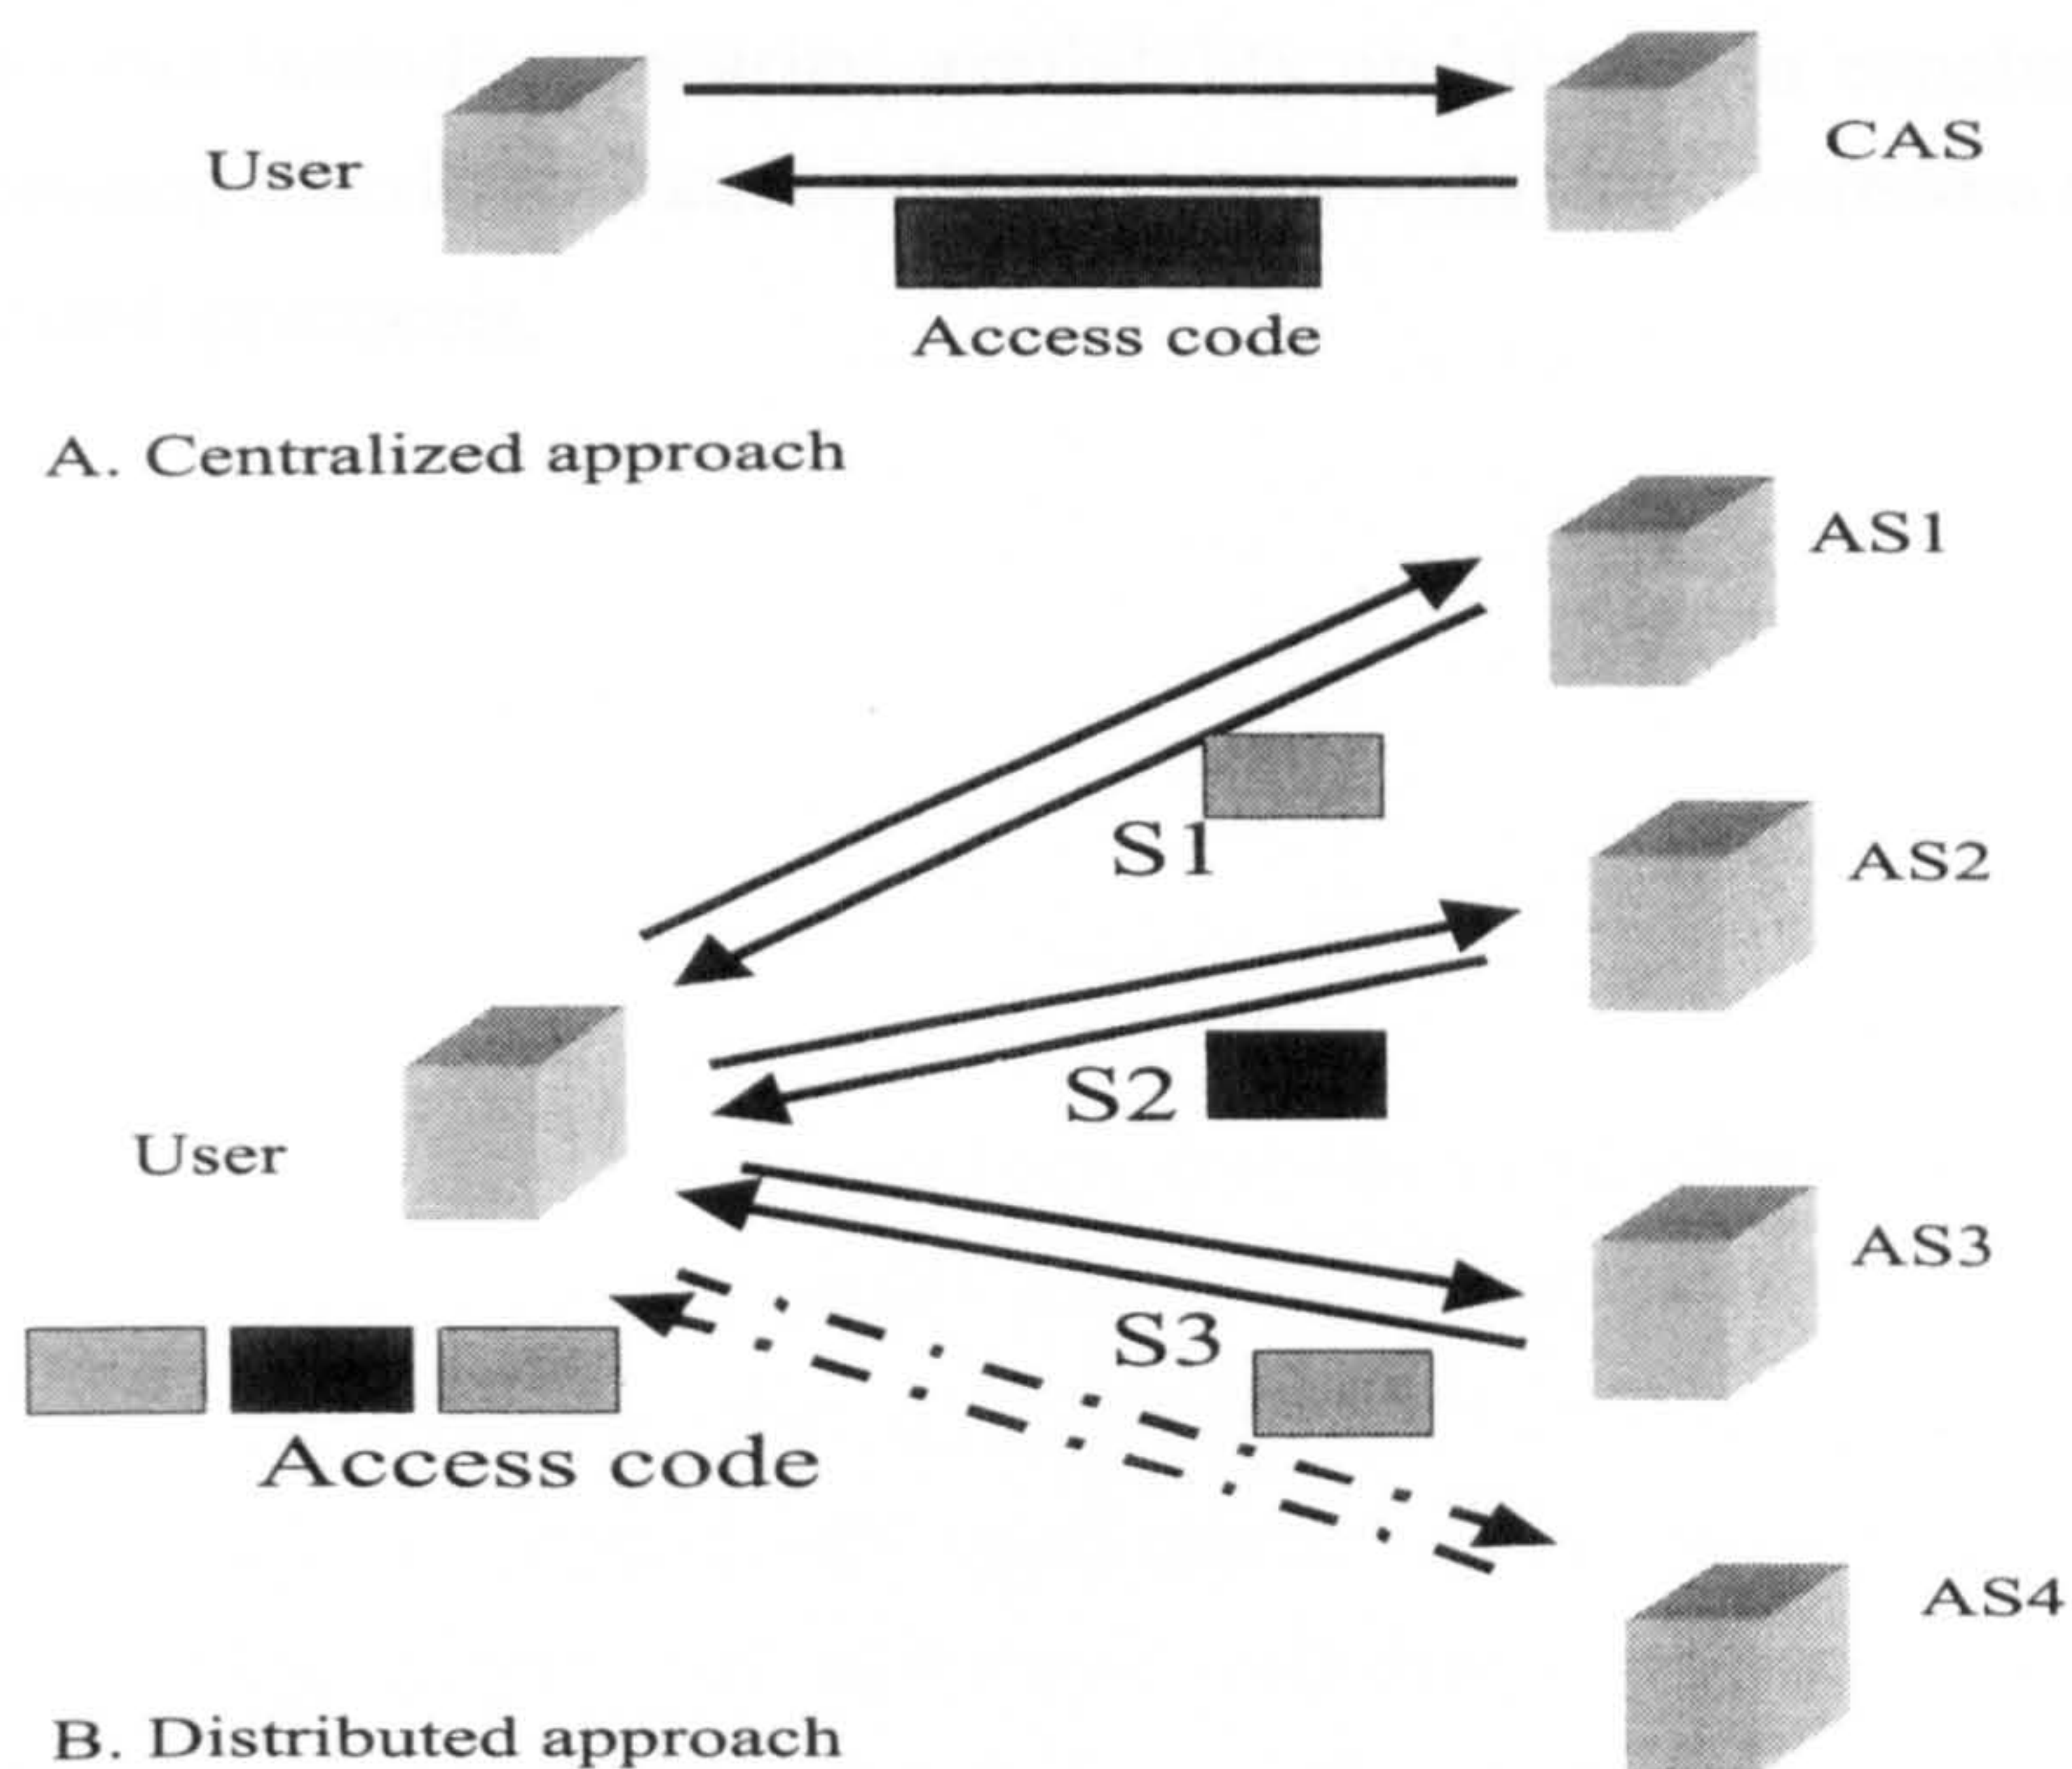 User
CAS
Access code
A. Centralized approach
AS1
S1
AS2
S2
User
AS3
S3
Access code
AS4
B. Distributed approach